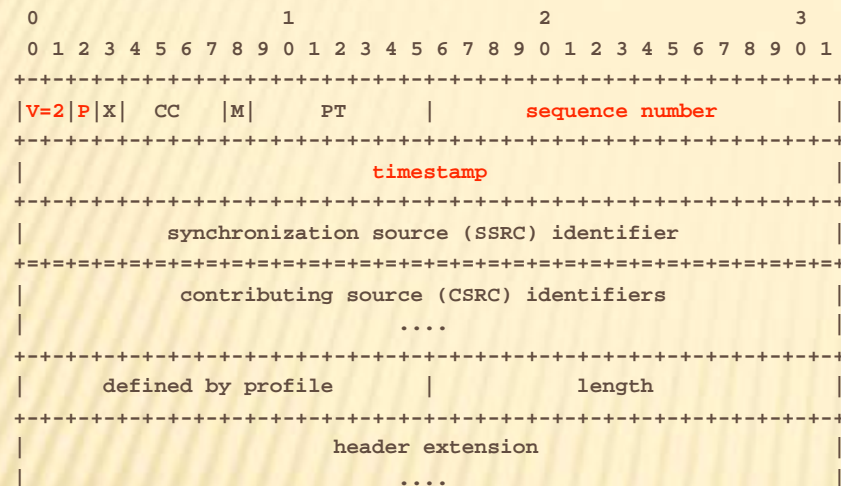 0                   1                   2                   3
 0 1 2 3 4 5 6 7 8 9 0 1 2 3 4 5 6 7 8 9 0 1 2 3 4 5 6 7 8 9 0 1
+-+-+-+-+-+-+-+-+-+-+-+-+-+-+-+-+-+-+-+-+-+-+-+-+-+-+-+-+-+-+-+-+
|V=2|P|X|  CC   |M|     PT      |       sequence number         |
+-+-+-+-+-+-+-+-+-+-+-+-+-+-+-+-+-+-+-+-+-+-+-+-+-+-+-+-+-+-+-+-+
|                           timestamp                           |
+-+-+-+-+-+-+-+-+-+-+-+-+-+-+-+-+-+-+-+-+-+-+-+-+-+-+-+-+-+-+-+-+
|           synchronization source (SSRC) identifier            |
+=+=+=+=+=+=+=+=+=+=+=+=+=+=+=+=+=+=+=+=+=+=+=+=+=+=+=+=+=+=+=+=+
|            contributing source (CSRC) identifiers             |
|                             ....                              |
+-+-+-+-+-+-+-+-+-+-+-+-+-+-+-+-+-+-+-+-+-+-+-+-+-+-+-+-+-+-+-+-+
|      defined by profile       |           length              |
+-+-+-+-+-+-+-+-+-+-+-+-+-+-+-+-+-+-+-+-+-+-+-+-+-+-+-+-+-+-+-+-+
|                        header extension                       |
|                             ....                              |